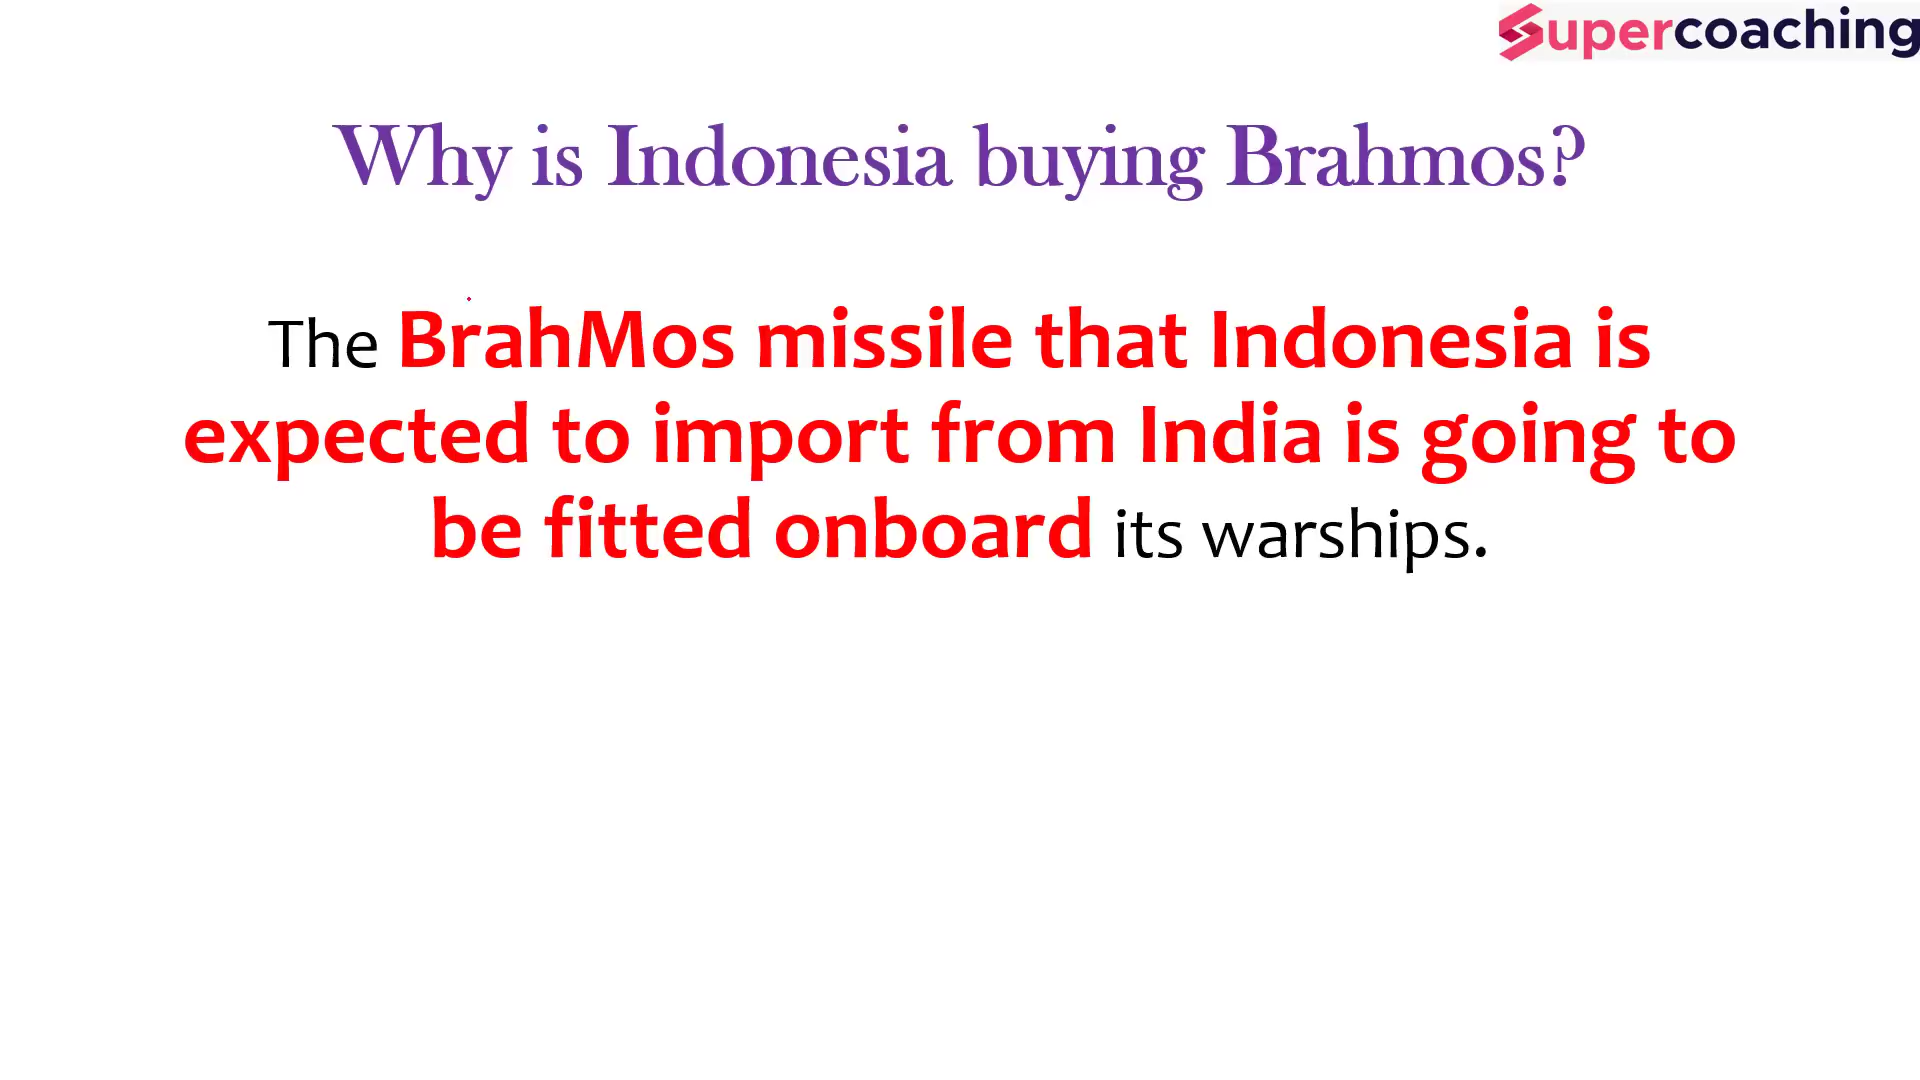 Supercoaching
Why is Indonesia buying Brahmos?
The BrahMos missile that Indonesia is
expected to import from India is going to
be fitted onboard its warships.